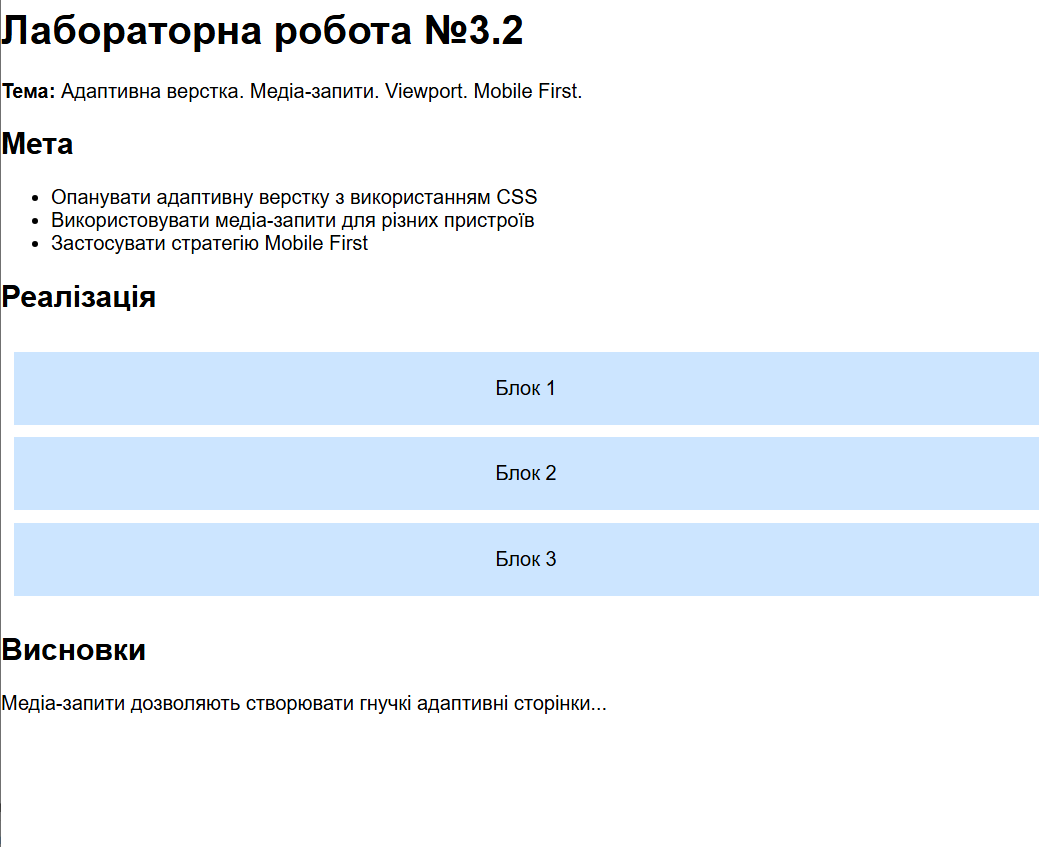 Лабораторна робота №3.2
Тема: Адаптивна верстка. Медіа-запити. Viewport. Mobile First.
Мета
• Опанувати адаптивну верстку з використанням CSS
• Використовувати медіа-запити для різних пристроїв
• Застосувати стратегію Mobile First
Реалізація
Блок 1
Блок 2
Блок 3
Висновки
Медіа-запити дозволяють створювати гнучкі адаптивні сторінки...